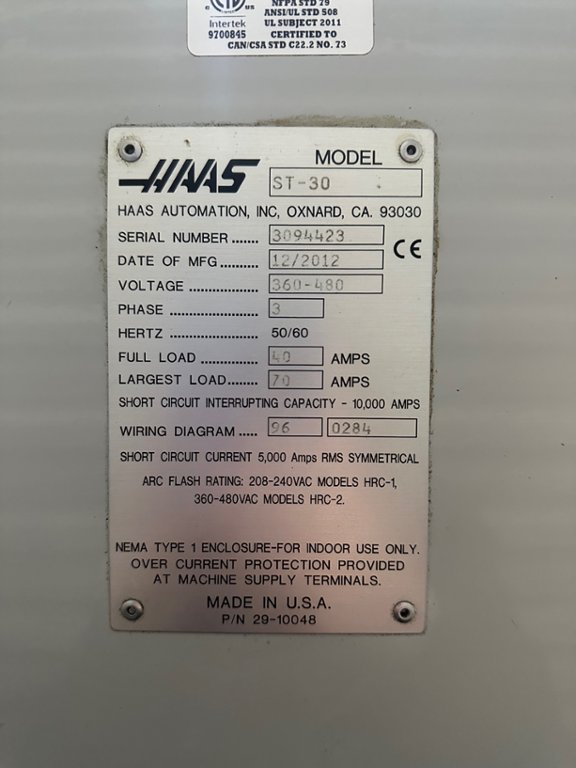 NFPA STD 79
ANSI/UL STD 508
Intertek UL SUBJECT 2011
9700845 CERTIFIED TO
CAN/CSA STD C22.2 NO. 73
HAAS MODEL
ST-30
HAAS AUTOMATION, INC, OXNARD, CA. 93030
SERIAL NUMBER ....... 3094423
CE
DATE OF MFG .......... 12/2012
VOLTAGE .................. 360-480
PHASE ...................... 3
HERTZ ...................... 50/60
FULL LOAD ............... 40 AMPS
LARGEST LOAD........ 70 AMPS
SHORT CIRCUIT INTERRUPTING CAPACITY - 10,000 AMPS
WIRING DIAGRAM ..... 96 0284
SHORT CIRCUIT CURRENT 5,000 Amps RMS SYMMETRICAL
ARC FLASH RATING: 208-240VAC MODELS HRC-1,
360-480VAC MODELS HRC-2.
NEMA TYPE 1 ENCLOSURE-FOR INDOOR USE ONLY.
OVER CURRENT PROTECTION PROVIDED
AT MACHINE SUPPLY TERMINALS.
MADE IN U.S.A.
P/N 29-10048